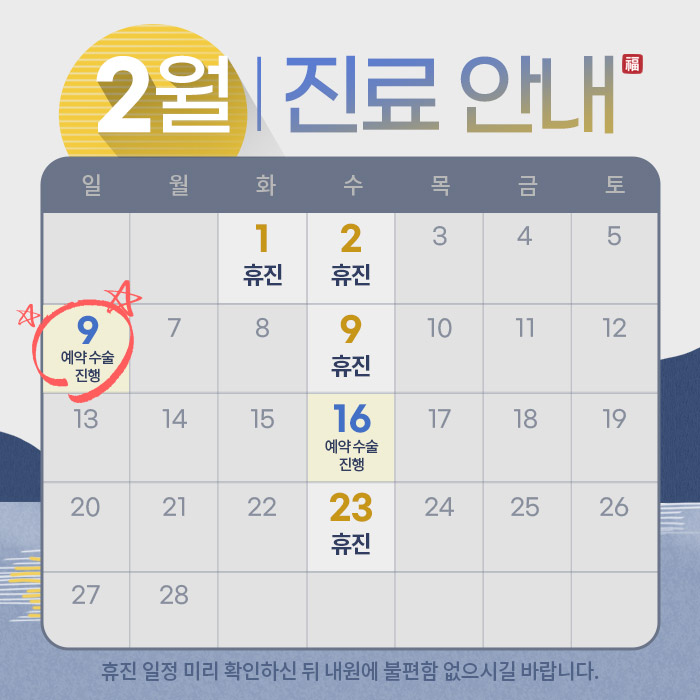 2월 | 진료 안내 福
일 월 화 수 목 금 토
1 2 3 4 5
휴진 휴진
9 7 8 9 10 11 12
예약 수술
진행
휴진
13 14 15 16 17 18 19
예약 수술
진행
20 21 22 23 24 25 26
휴진
27 28
휴진 일정 미리 확인하신 뒤 내원에 불편함 없으시길 바랍니다.